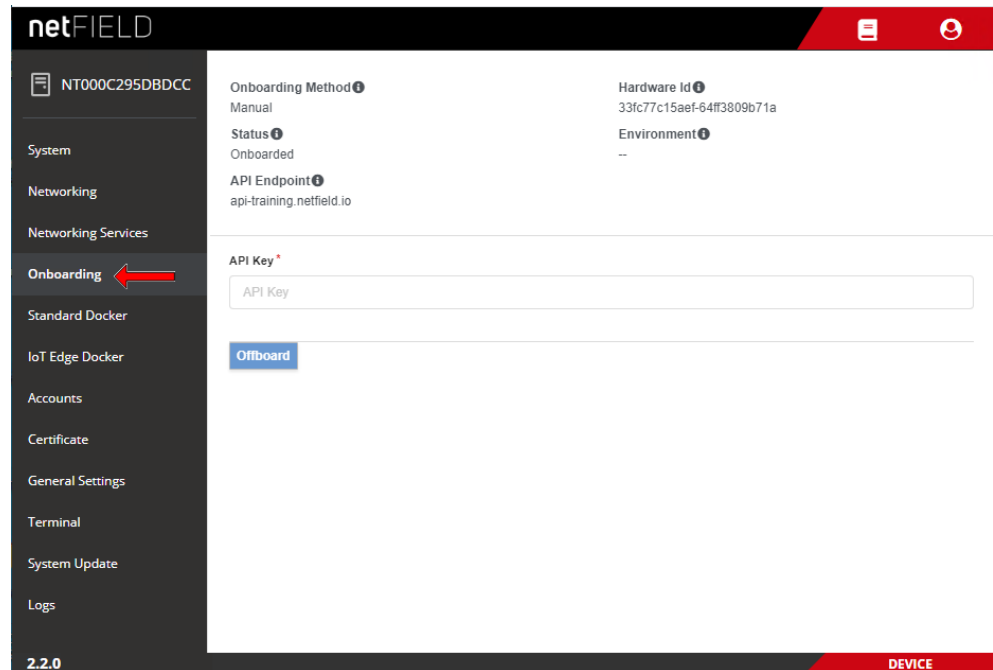 netFIELD
NT000C295DBDCC
System
Networking
Networking Services
Onboarding
Standard Docker
IoT Edge Docker
Accounts
Certificate
General Settings
Terminal
System Update
Logs
2.2.0
Onboarding Method
Manual
Status
Onboarded
API Endpoint
api-training.netfield.io
Hardware Id
33fc77c15aef-64ff3809b71a
Environment
--
API Key *
API Key
Offboard
DEVICE